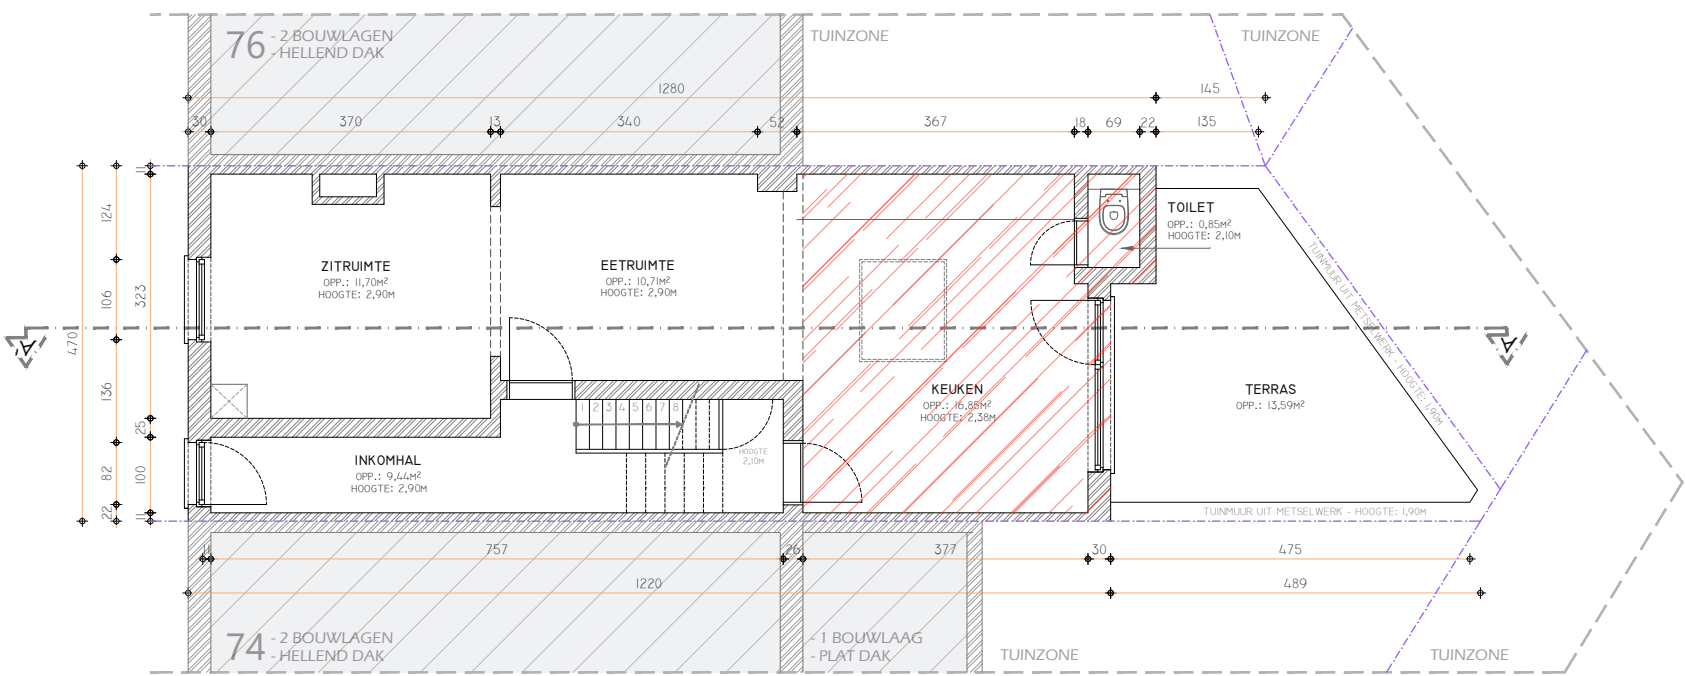 76
- 2 BOUWLAGEN
- HELLEND DAK
TUINZONE
TUINZONE
1280
145
30
370
13
340
52
367
18
69
22
135
11
124
106
323
470
136
25
82
100
22
11
TOILET
OPP.: 0,85M²
HOOGTE: 2,10M
ZITRUIMTE
OPP.: 11,70M²
HOOGTE: 2,90M
EETRUIMTE
OPP.: 10,71M²
HOOGTE: 2,90M
TUINMUUR UIT METSELWERK - HOOGTE: 1,90M
A
A
KEUKEN
OPP.: 16,85M²
HOOGTE: 2,38M
TERRAS
OPP.: 13,59M²
1 2 3 4 5 6 7 8
HOOGTE
2,10M
INKOMHAL
OPP.: 9,44M²
HOOGTE: 2,90M
TUINMUUR UIT METSELWERK - HOOGTE: 1,90M
11
757
26
377
30
475
1220
489
74
- 2 BOUWLAGEN
- HELLEND DAK
- 1 BOUWLAAG
- PLAT DAK
TUINZONE
TUINZONE